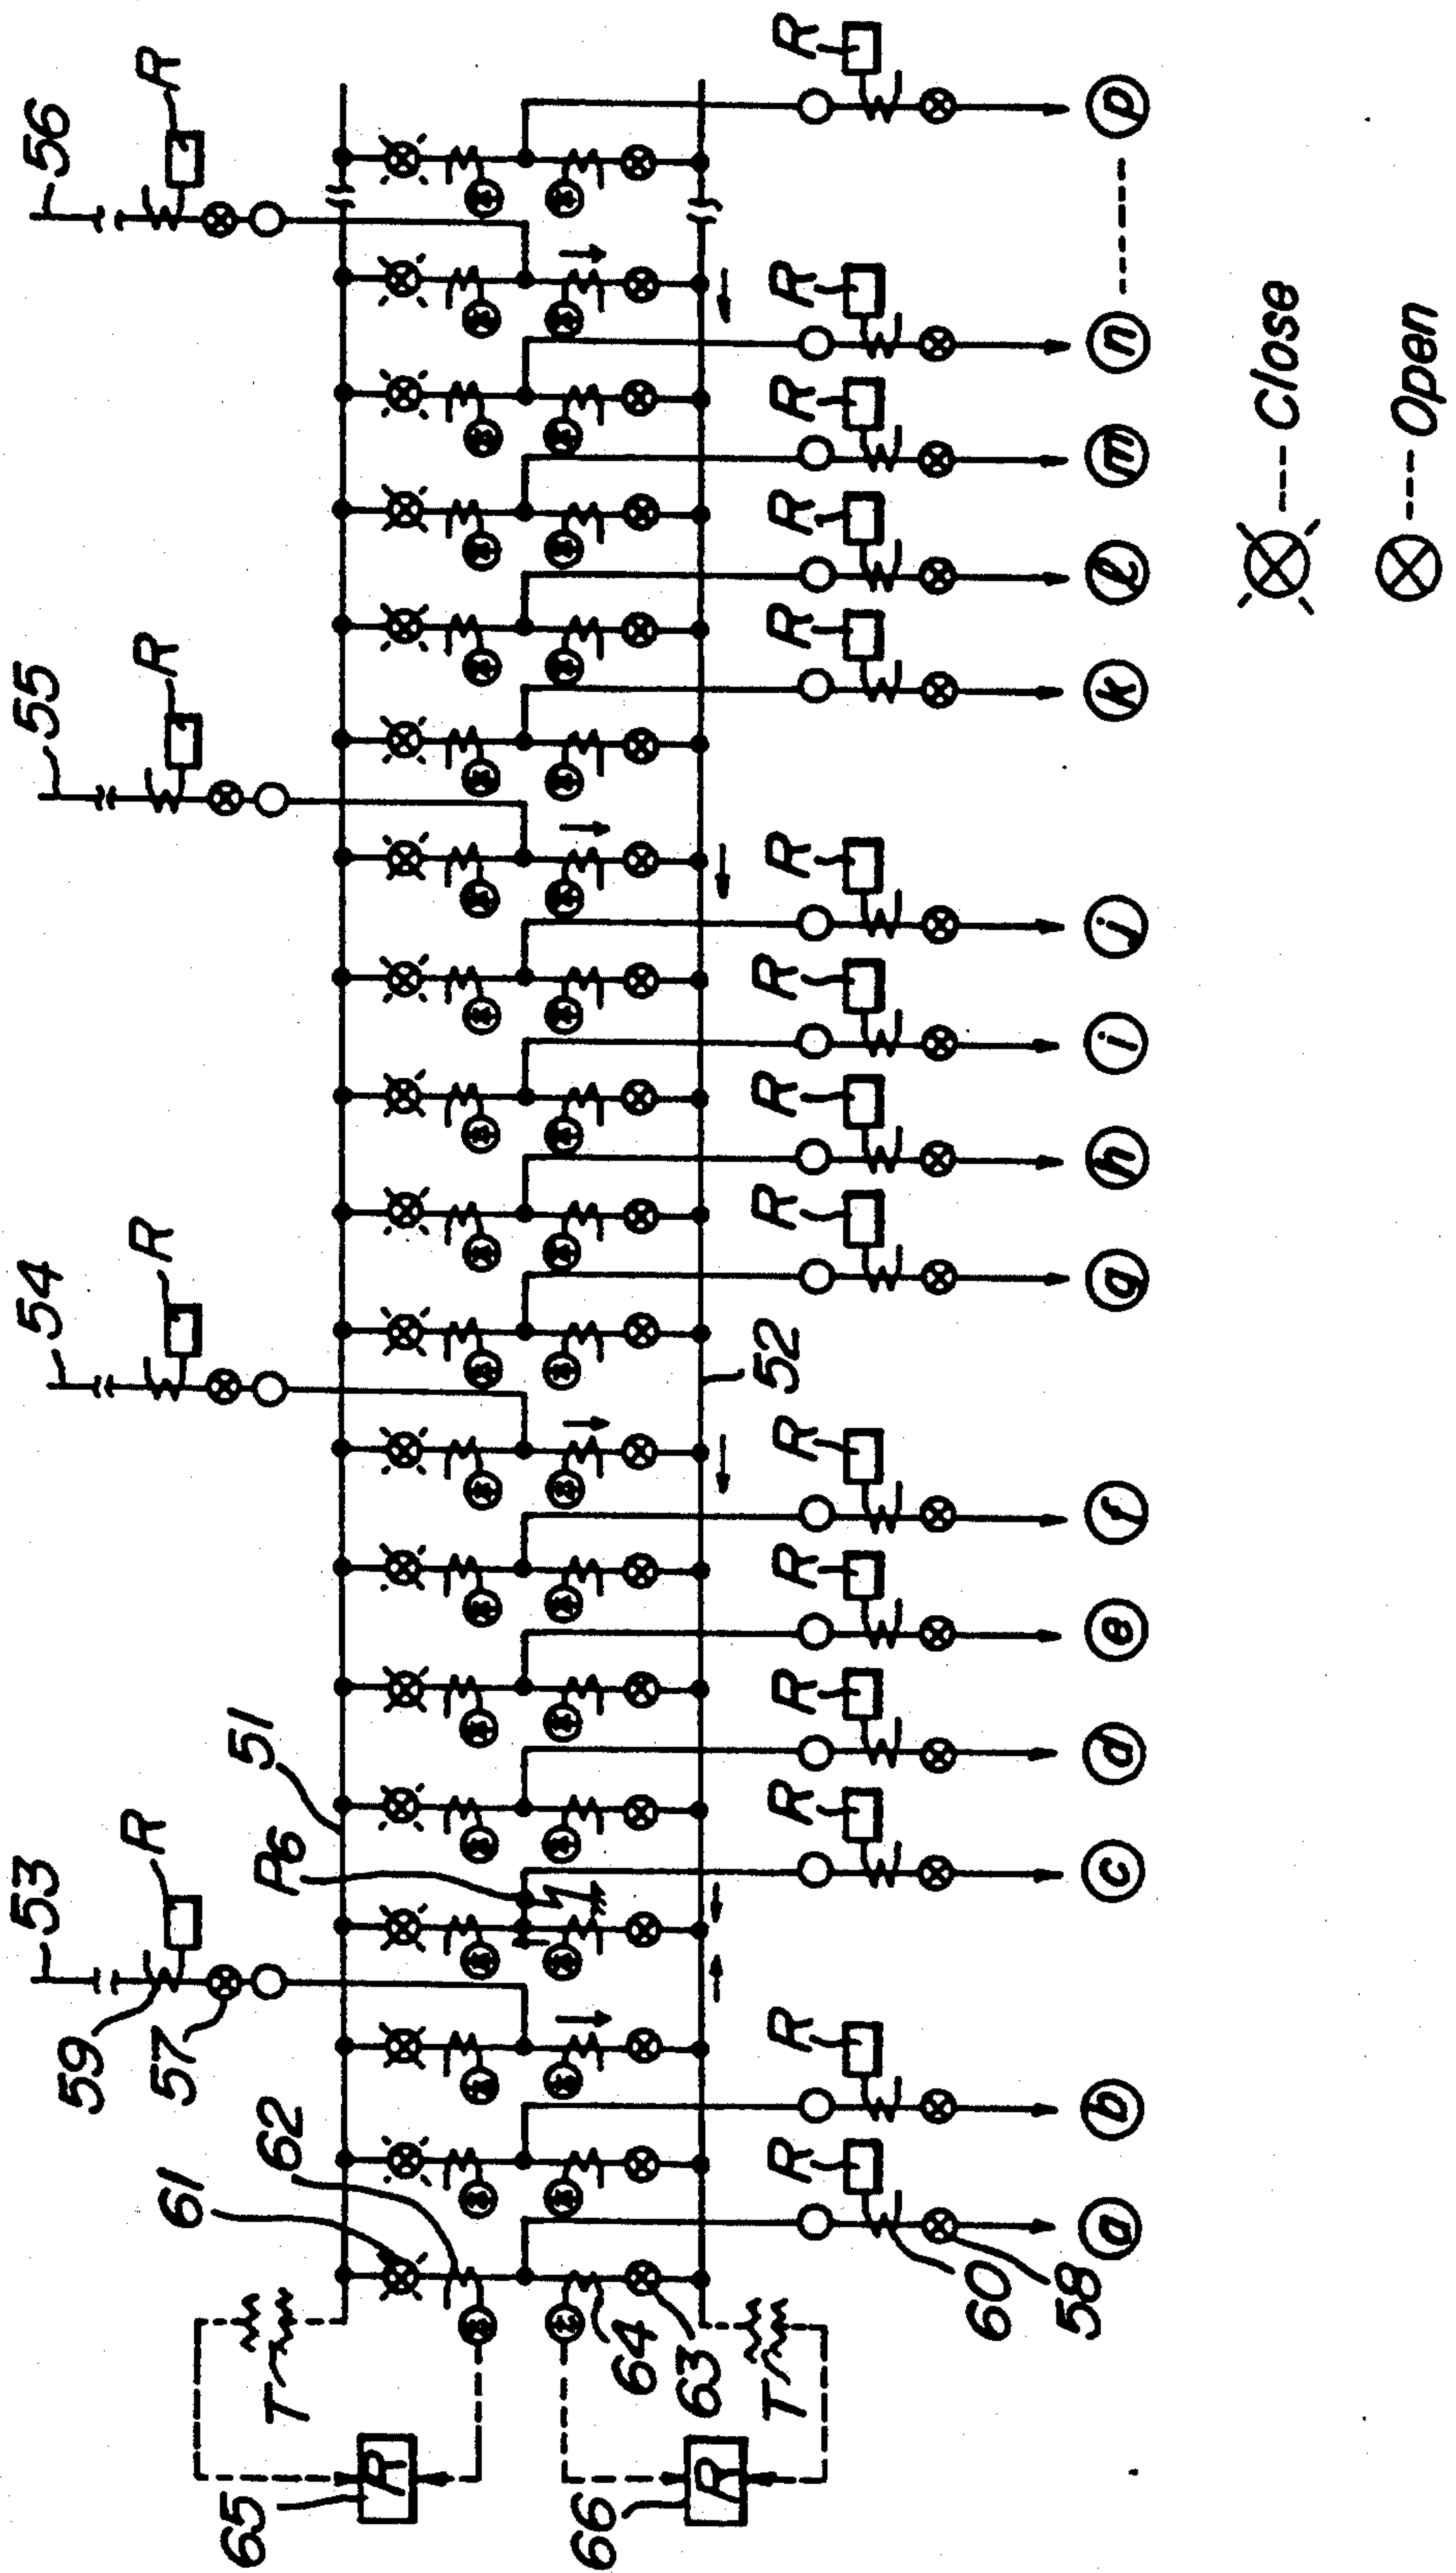 53 54 55 56
R R R R
59
57
61
62
51
P6
T
65 R
66 R
64
63
T
52
R R R R R R R R R R R R R R R
60
58
a b c d e f g h i j k l m n ------- p
--- Close
--- Open